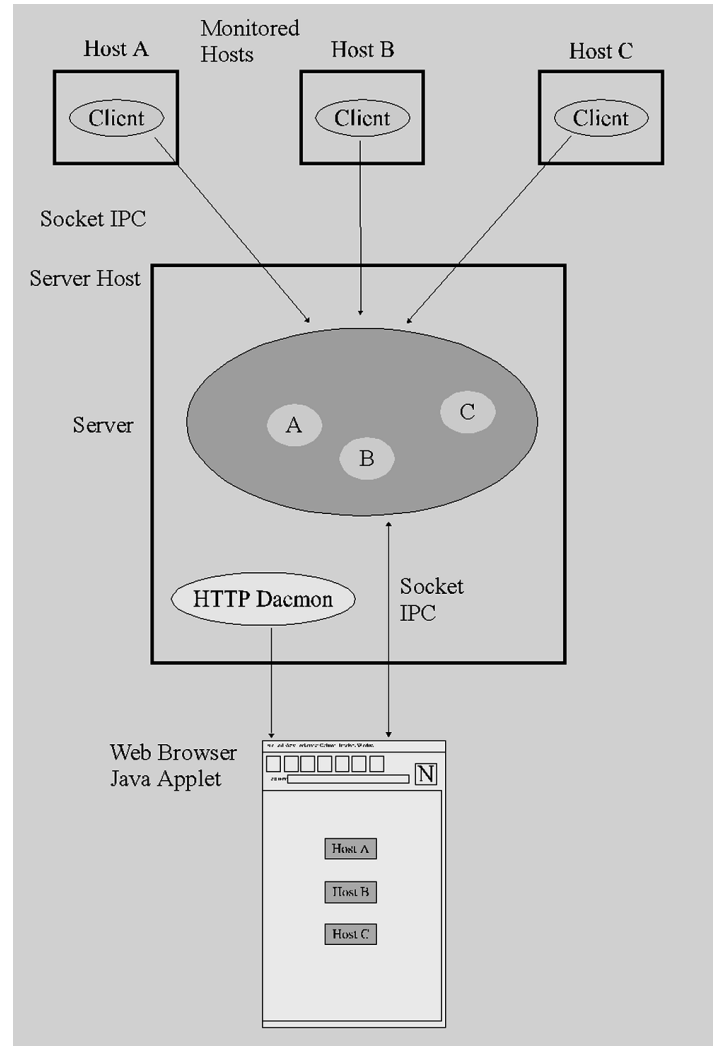 Monitored
Hosts
Host A
Host B
Host C
Client
Client
Client
Socket IPC
Server Host
Server
A
B
C
HTTP Daemon
Socket
IPC
Web Browser
Java Applet
N
Host A
Host B
Host C